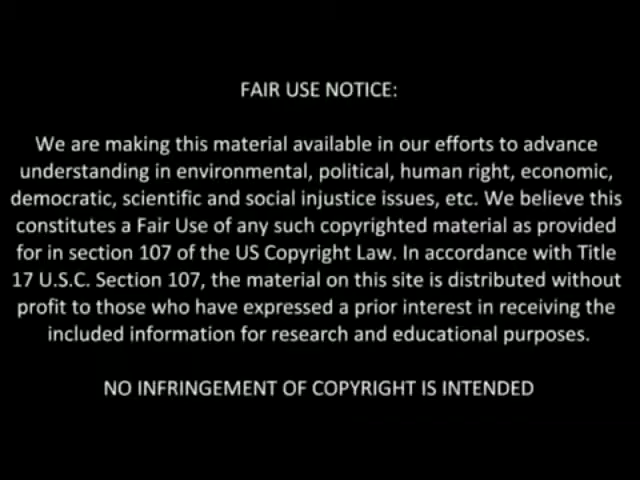 FAIR USE NOTICE:
We are making this material available in our efforts to advance
understanding in environmental, political, human right, economic,
democratic, scientific and social injustice issues, etc. We believe this
constitutes a Fair Use of any such copyrighted material as provided
for in section 107 of the US Copyright Law. In accordance with Title
17 U.S.C. Section 107, the material on this site is distributed without
profit to those who have expressed a prior interest in receiving the
included information for research and educational purposes.
NO INFRINGEMENT OF COPYRIGHT IS INTENDED